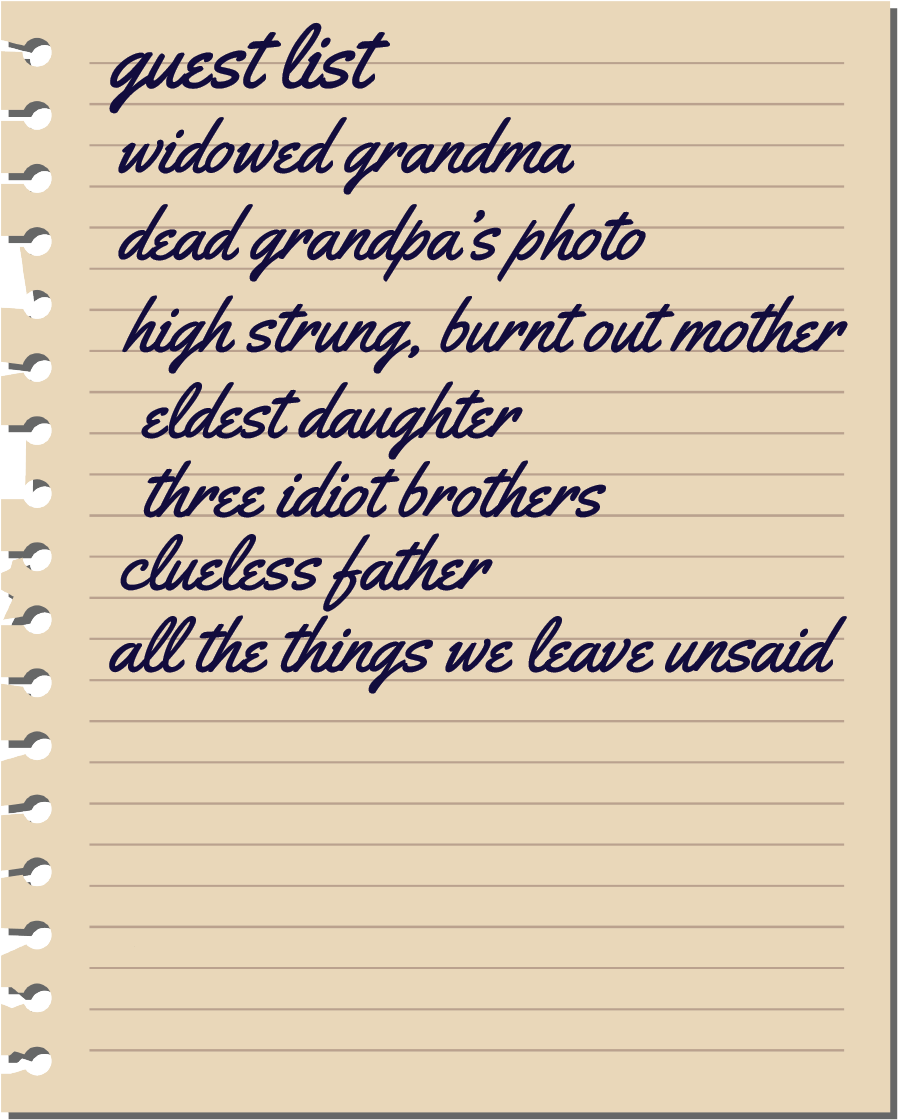 guest list
widowed grandma
dead grandpa's photo
high strung, burnt out mother
eldest daughter
three idiot brothers
clueless father
all the things we leave unsaid